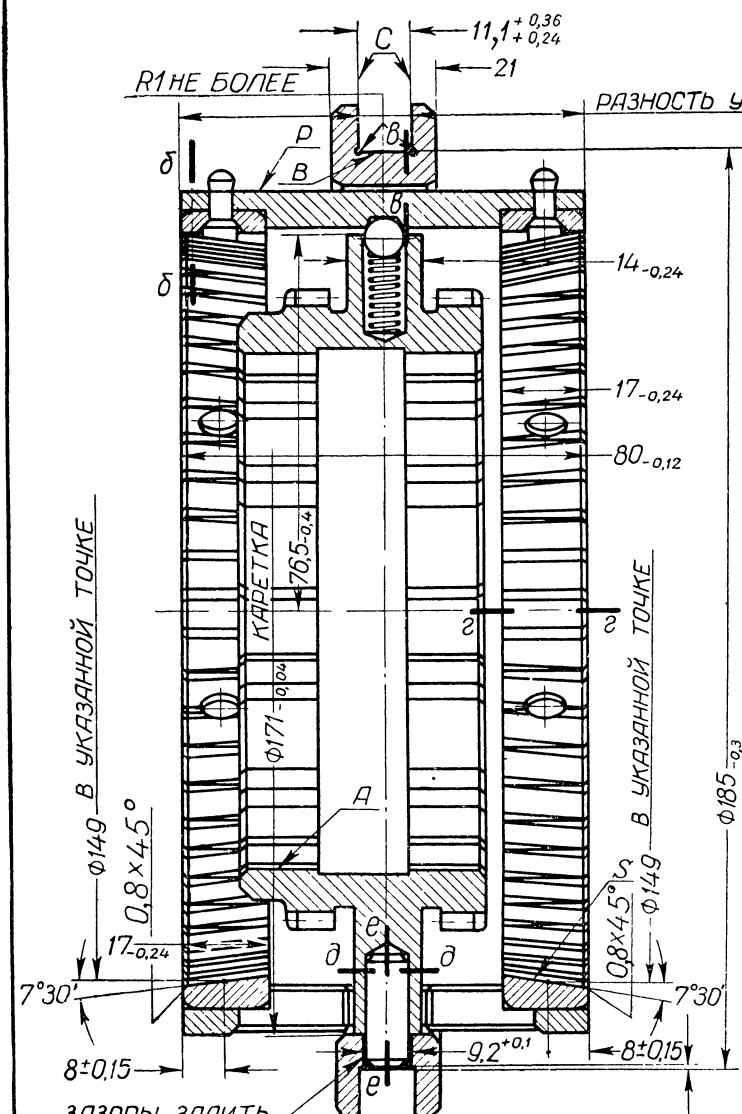 11,1 +0,36 +0,24
С
21
R1 НЕ БОЛЕЕ
РАЗНОСТЬ У
Р
в
В
б
в
б
14-0,24
17-0,24
80-0,12
76,5-0,4
КАРЕТКА
Ф171-0,04
г
г
В УКАЗАННОЙ ТОЧКЕ
Ф149
В УКАЗАННОЙ ТОЧКЕ
Ф149
Ф185-0,3
А
0,8×45°
0,8×45°
S
17-0,24
е
д
д
7°30'
7°30'
9,2+0,1
8±0,15
8±0,15
е
ЗАЗОРЫ ЗАЛИТЬ